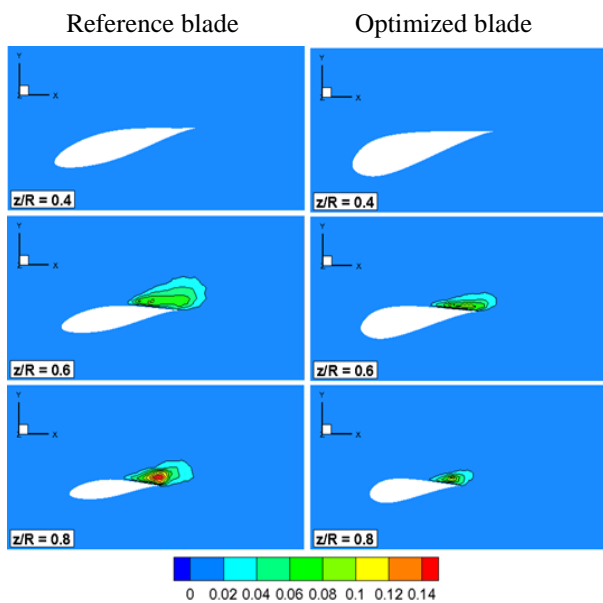 Reference blade Optimized blade
Y Y
Z X Z X
z/R = 0.4 z/R = 0.4
Y Y
Z X Z X
z/R = 0.6 z/R = 0.6
Y Y
Z X Z X
z/R = 0.8 z/R = 0.8
0 0.02 0.04 0.06 0.08 0.1 0.12 0.14